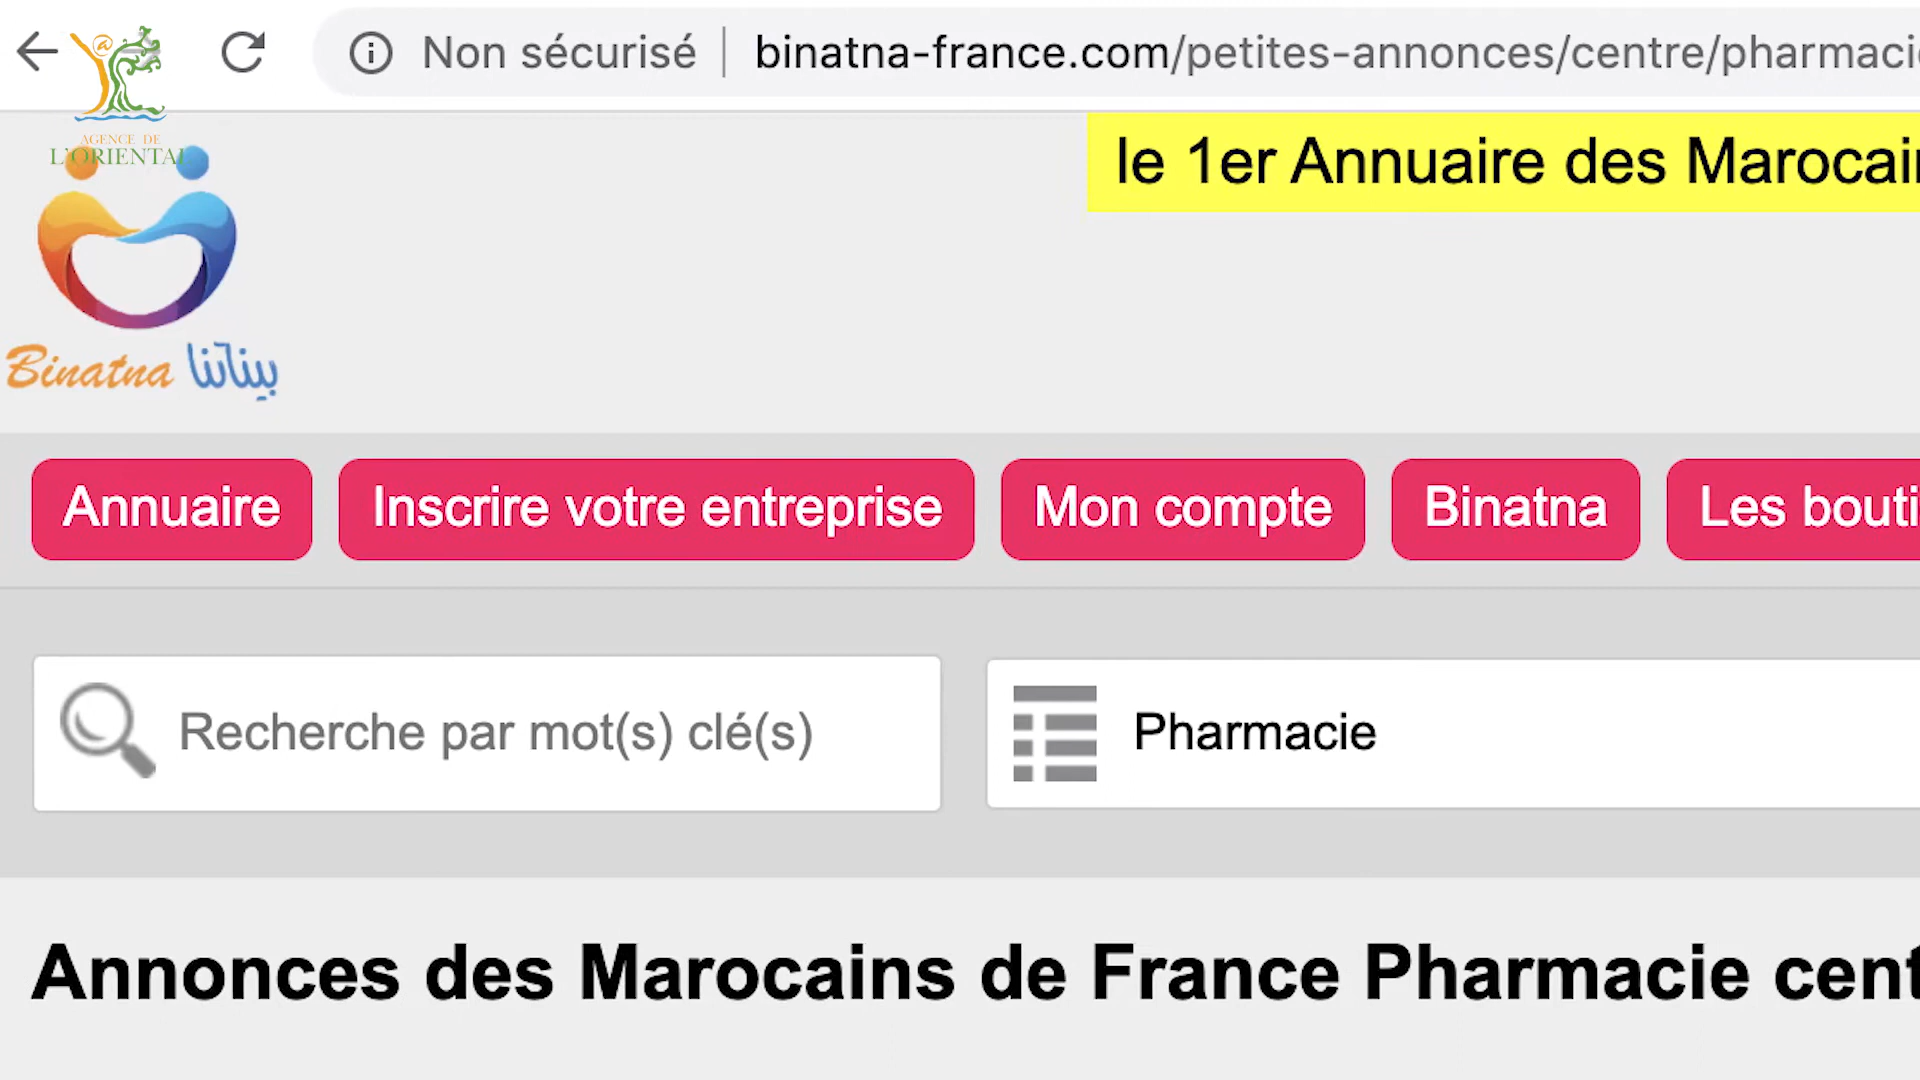 Non sécurisé | binatna-france.com/petites-annonces/centre/pharmaci
AGENCE DE
L'ORIENTAL
le 1er Annuaire des Marocain
Binatna بيناتنا
Annuaire
Inscrire votre entreprise
Mon compte
Binatna
Les bouti
Recherche par mot(s) clé(s)
Pharmacie
Annonces des Marocains de France Pharmacie cent